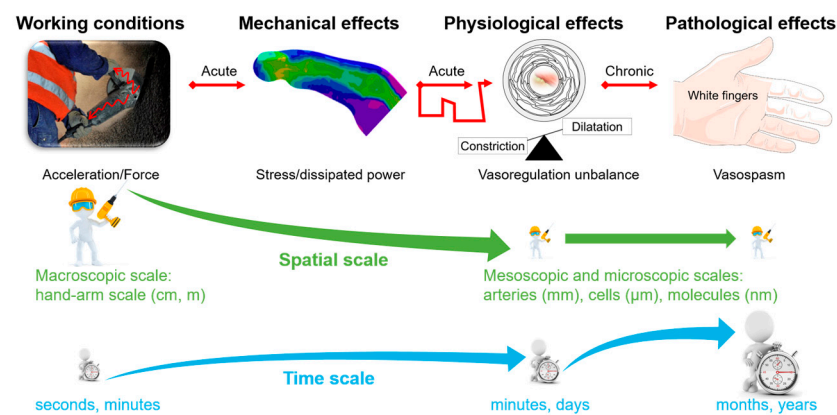 Working conditions
Mechanical effects
Physiological effects
Pathological effects
Acute
Acute
Chronic
White fingers
Dilatation
Constriction
Acceleration/Force
Stress/dissipated power
Vasoregulation unbalance
Vasospasm
Spatial scale
Macroscopic scale:
hand-arm scale (cm, m)
Mesoscopic and microscopic scales:
arteries (mm), cells (µm), molecules (nm)
Time scale
seconds, minutes
minutes, days
months, years